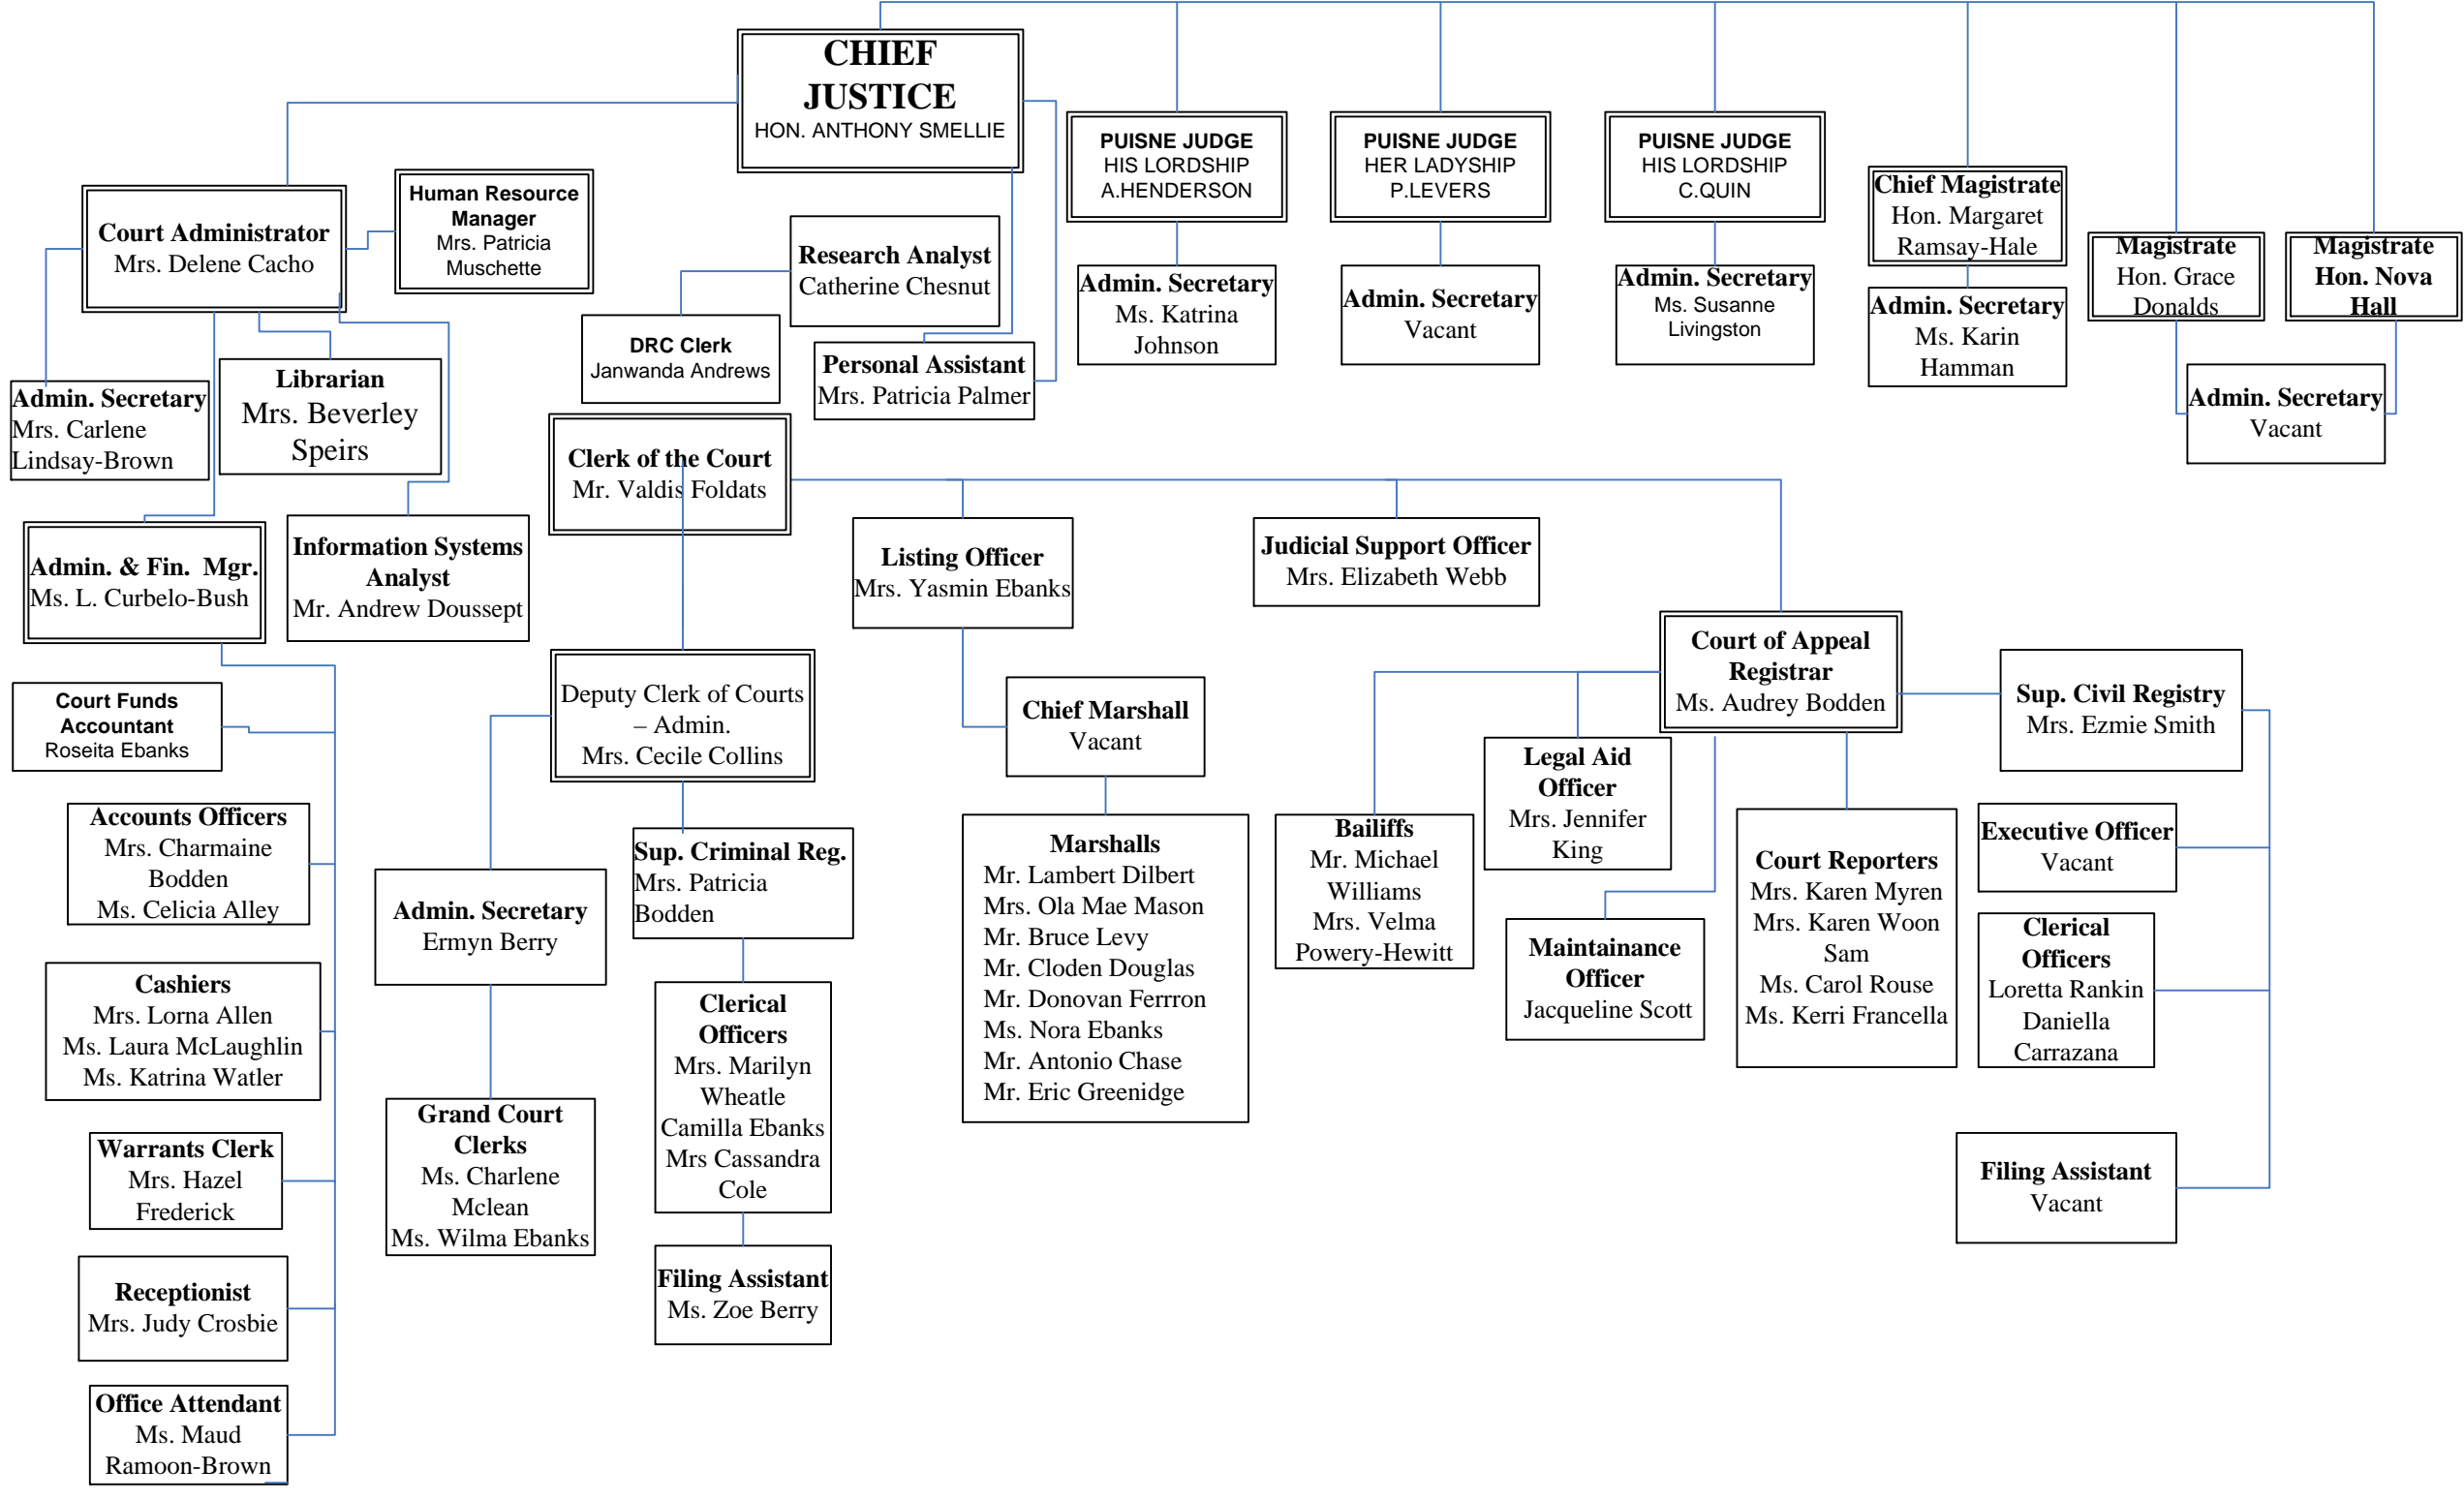 CHIEF
JUSTICE
HON. ANTHONY SMELLIE
PUISNE JUDGE
HIS LORDSHIP
A.HENDERSON
PUISNE JUDGE
HER LADYSHIP
P.LEVERS
PUISNE JUDGE
HIS LORDSHIP
C.QUIN
Chief Magistrate
Hon. Margaret
Ramsay-Hale
Magistrate
Hon. Grace
Donalds
Magistrate
Hon. Nova
Hall
Court Administrator
Mrs. Delene Cacho
Human Resource
Manager
Mrs. Patricia
Muschette
Research Analyst
Catherine Chesnut
DRC Clerk
Janwanda Andrews
Personal Assistant
Mrs. Patricia Palmer
Admin. Secretary
Ms. Katrina
Johnson
Admin. Secretary
Vacant
Admin. Secretary
Ms. Susanne
Livingston
Admin. Secretary
Ms. Karin
Hamman
Admin. Secretary
Vacant
Admin. Secretary
Mrs. Carlene
Lindsay-Brown
Librarian
Mrs. Beverley
Speirs
Clerk of the Court
Mr. Valdis Foldats
Admin. & Fin.  Mgr.
Ms. L. Curbelo-Bush
Information Systems
Analyst
Mr. Andrew Doussept
Listing Officer
Mrs. Yasmin Ebanks
Judicial Support Officer
Mrs. Elizabeth Webb
Court of Appeal
Registrar
Ms. Audrey Bodden
Sup. Civil Registry
Mrs. Ezmie Smith
Court Funds
Accountant
Roseita Ebanks
Deputy Clerk of Courts
– Admin.
Mrs. Cecile Collins
Chief Marshall
Vacant
Legal Aid
Officer
Mrs. Jennifer
King
Accounts Officers
Mrs. Charmaine
Bodden
Ms. Celicia Alley
Admin. Secretary
Ermyn Berry
Sup. Criminal Reg.
Mrs. Patricia
Bodden
Marshalls
Mr. Lambert Dilbert
Mrs. Ola Mae Mason
Mr. Bruce Levy
Mr. Cloden Douglas
Mr. Donovan Ferrron
Ms. Nora Ebanks
Mr. Antonio Chase
Mr. Eric Greenidge
Bailiffs
Mr. Michael
Williams
Mrs. Velma
Powery-Hewitt
Maintainance
Officer
Jacqueline Scott
Court Reporters
Mrs. Karen Myren
Mrs. Karen Woon
Sam
Ms. Carol Rouse
Ms. Kerri Francella
Executive Officer
Vacant
Clerical
Officers
Loretta Rankin
Daniella
Carrazana
Filing Assistant
Vacant
Cashiers
Mrs. Lorna Allen
Ms. Laura McLaughlin
Ms. Katrina Watler
Grand Court
Clerks
Ms. Charlene
Mclean
Ms. Wilma Ebanks
Clerical
Officers
Mrs. Marilyn
Wheatle
Camilla Ebanks
Mrs Cassandra
Cole
Filing Assistant
Ms. Zoe Berry
Warrants Clerk
Mrs. Hazel
Frederick
Receptionist
Mrs. Judy Crosbie
Office Attendant
Ms. Maud
Ramoon-Brown